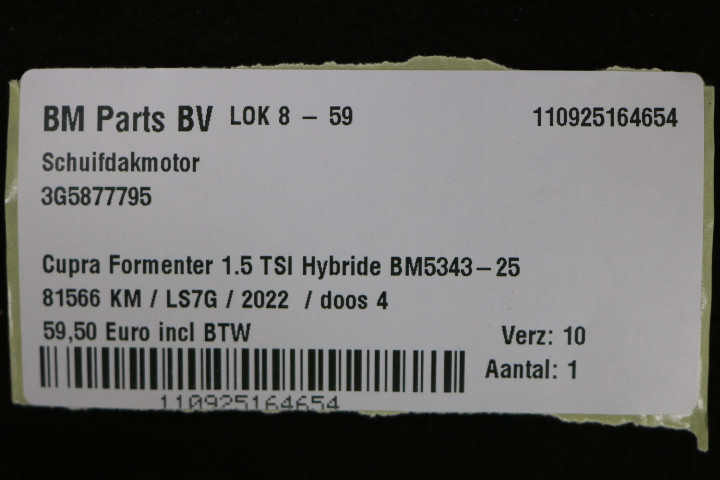 BM Parts BV LOK 8 - 59 110925164654
Schuifdakmotor
3G5877795
Cupra Formenter 1.5 TSI Hybride BM5343-25
81566 KM / LS7G / 2022 / doos 4
59,50 Euro incl BTW Verz: 10
Aantal: 1
110925164654